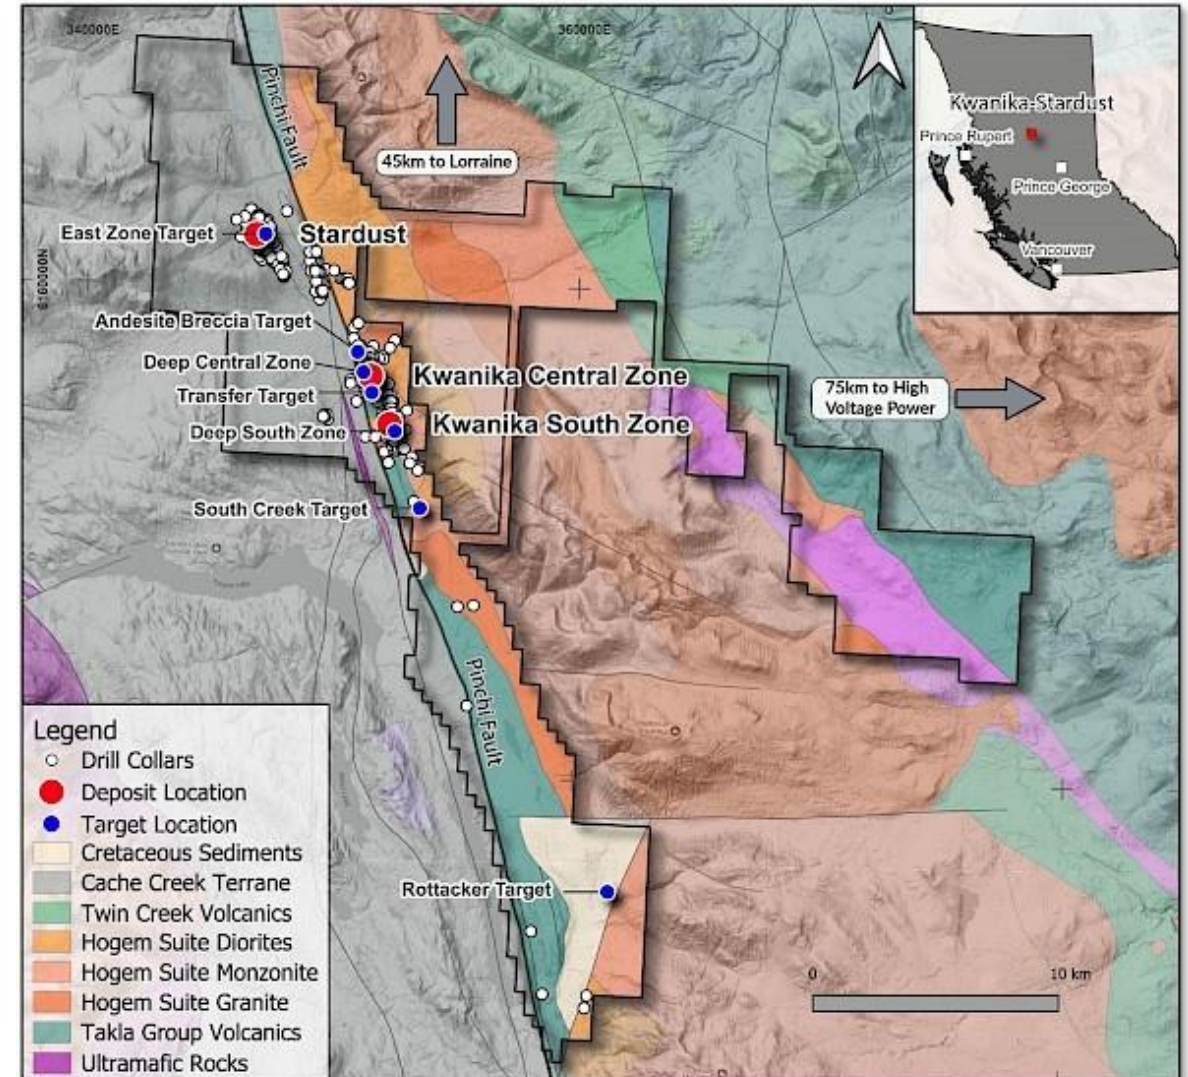 340000E
360000E
6160000N
Pinchi Fault
45km to Lorraine
Kwanika-Stardust
Prince Rupert
Prince George
Vancouver
East Zone Target
Stardust
Andesite Breccia Target
Deep Central Zone
Kwanika Central Zone
Transfer Target
75km to High
Voltage Power
Deep South Zone
Kwanika South Zone
South Creek Target
Pinchi Fault
Rottacker Target
Legend
Drill Collars
Deposit Location
Target Location
Cretaceous Sediments
Cache Creek Terrane
Twin Creek Volcanics
Hogem Suite Diorites
Hogem Suite Monzonite
Hogem Suite Granite
Takla Group Volcanics
Ultramafic Rocks
0
10 km